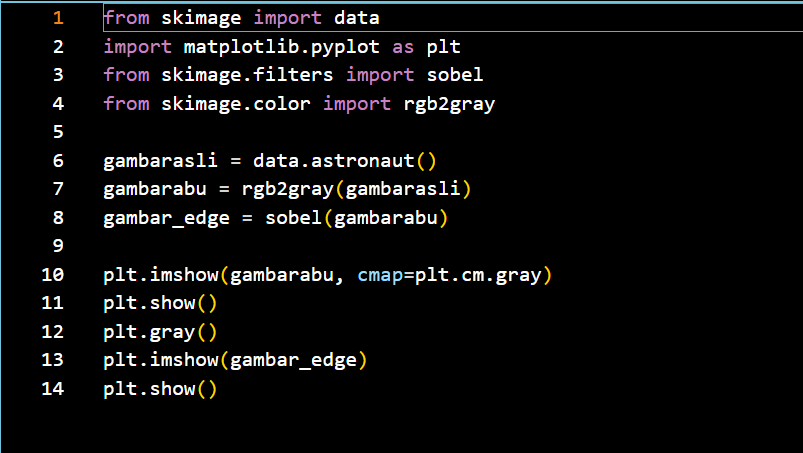 1 from skimage import data
2 import matplotlib.pyplot as plt
3 from skimage.filters import sobel
4 from skimage.color import rgb2gray
5
6 gambarasli = data.astronaut()
7 gambarabu = rgb2gray(gambarasli)
8 gambar_edge = sobel(gambarabu)
9
10 plt.imshow(gambarabu, cmap=plt.cm.gray)
11 plt.show()
12 plt.gray()
13 plt.imshow(gambar_edge)
14 plt.show()